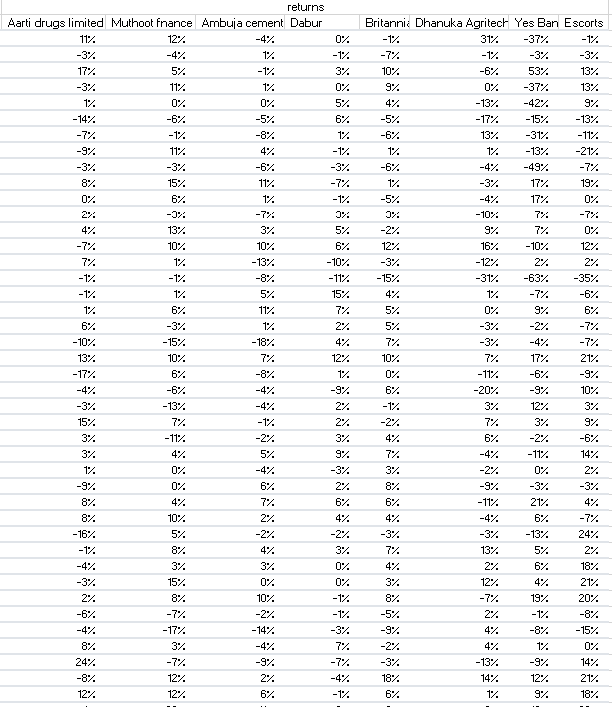 returns
Aarti drugs limited Muthoot fnance Ambuja cement Dabur Britannia Dhanuka Agritech Yes Ban Escorts
11% 12% -4% 0% -1% 31% -37% -1%
-3% -4% 1% -1% -7% -1% -3% -3%
17% 5% -1% 3% 10% -6% 53% 13%
-3% 11% 1% 0% 9% 0% -37% 13%
1% 0% 0% 5% 4% -13% -42% 9%
-14% -6% -5% 6% -5% -17% -15% -13%
-7% -1% -8% 1% -6% 13% -31% -11%
-9% 11% 4% -1% 1% 1% -13% -21%
-3% -3% -6% -3% -6% -4% -49% -7%
8% 15% 11% -7% 1% -3% 17% 19%
0% 6% 1% -1% -5% -4% 17% 0%
2% -3% -7% 3% 3% -10% 7% -7%
4% 13% 3% 5% -2% 9% 7% 0%
-7% 10% 10% 6% 12% 16% -10% 12%
7% 1% -13% -10% -3% -12% 2% 2%
-1% -1% -8% -11% -15% -31% -63% -35%
-1% 1% 5% 15% 4% 1% -7% -6%
1% 6% 11% 7% 5% 0% 9% 6%
6% -3% 1% 2% 5% -3% -2% -7%
-10% -15% -18% 4% 7% -3% -4% -7%
13% 10% 7% 12% 10% 7% 17% 21%
-17% 6% -8% 1% 0% -11% -6% -9%
-4% -6% -4% -9% 6% -20% -9% 10%
-3% -13% -4% 2% -1% 3% 12% 3%
15% 7% -1% 2% -2% 7% 3% 9%
3% -11% -2% 3% 4% 6% -2% -6%
3% 4% 5% 9% 7% -4% -11% 14%
1% 0% -4% -3% 3% -2% 0% 2%
-9% 0% 6% 2% 8% -9% -3% -3%
8% 4% 7% 6% 6% -11% 21% 4%
8% 10% 2% 4% 4% -4% 6% -7%
-16% 5% -2% -2% -3% -3% -13% 24%
-1% 8% 4% 3% 7% 13% 5% 2%
-4% 3% 3% 0% 4% 2% 6% 18%
-3% 15% 0% 0% 3% 12% 4% 21%
2% 8% 10% -1% 8% -7% 19% 20%
-6% -7% -2% -1% -5% 2% -1% -8%
-4% -17% -14% -3% -9% 4% -8% -15%
8% 3% -4% 7% -2% 4% 1% 0%
24% -7% -9% -7% -3% -13% -9% 14%
-8% 12% 2% -4% 18% 14% 12% 21%
12% 12% 6% -1% 6% 1% 9% 18%